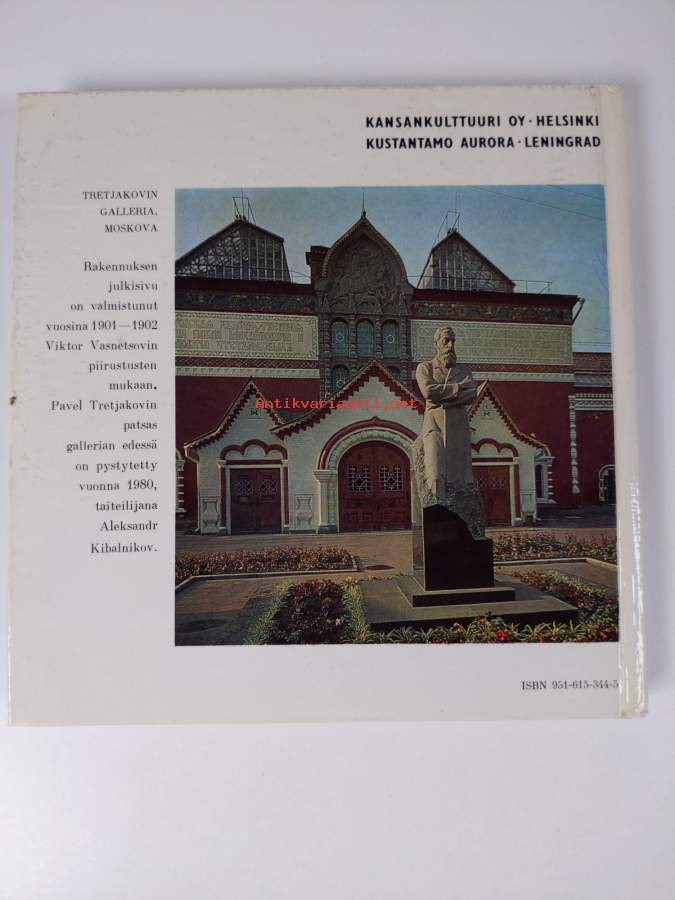 KANSANKULTTUURI OY · HELSINKI
KUSTANTAMO AURORA · LENINGRAD
TRETJAKOVIN
GALLERIA.
MOSKOVA
Rakennuksen
julkisivu
on valmistunut
vuosina 1901—1902
Viktor Vasnetsovin
piirustusten
mukaan.
Pavel Tretjakovin
patsas
gallerian edessä
on pystytetty
vuonna 1980,
taiteilijana
Aleksandr
Kibalnikov.
Antikvariaatti.net
ISBN 951-615-344-5